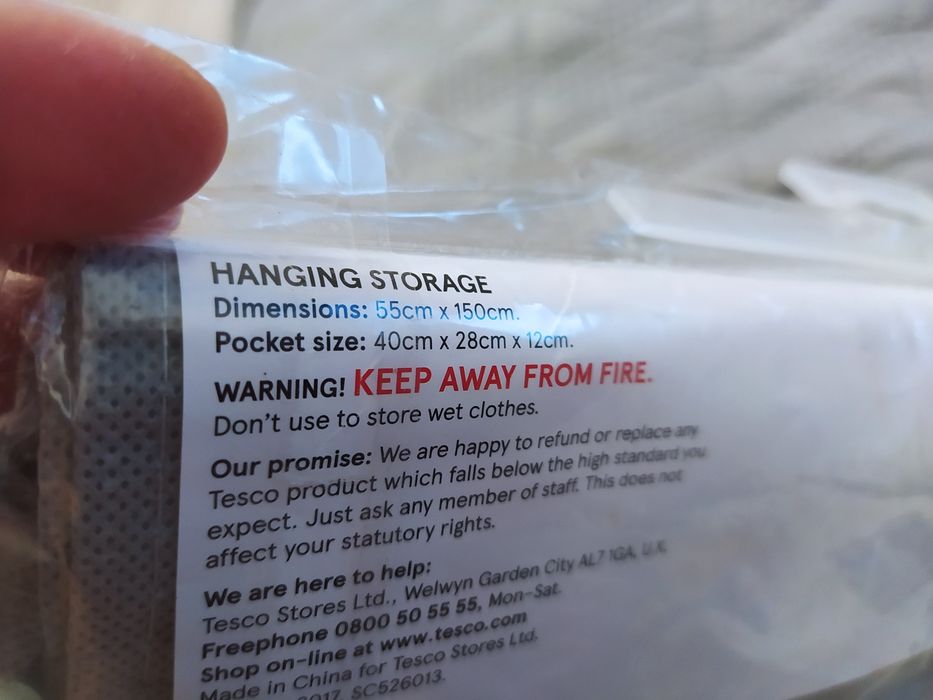 HANGING STORAGE
Dimensions: 55cm x 150cm.
Pocket size: 40cm x 28cm x 12cm.
WARNING! KEEP AWAY FROM FIRE.
Don't use to store wet clothes.
Our promise: We are happy to refund or replace any
Tesco product which falls below the high standard you
expect. Just ask any member of staff. This does not
affect your statutory rights.
We are here to help:
Tesco Stores Ltd., Welwyn Garden City AL7 1GA, U.K.
Freephone 0800 50 55 55, Mon-Sat.
Shop on-line at www.tesco.com
Made in China for Tesco Stores Ltd.
2017. SC526013.